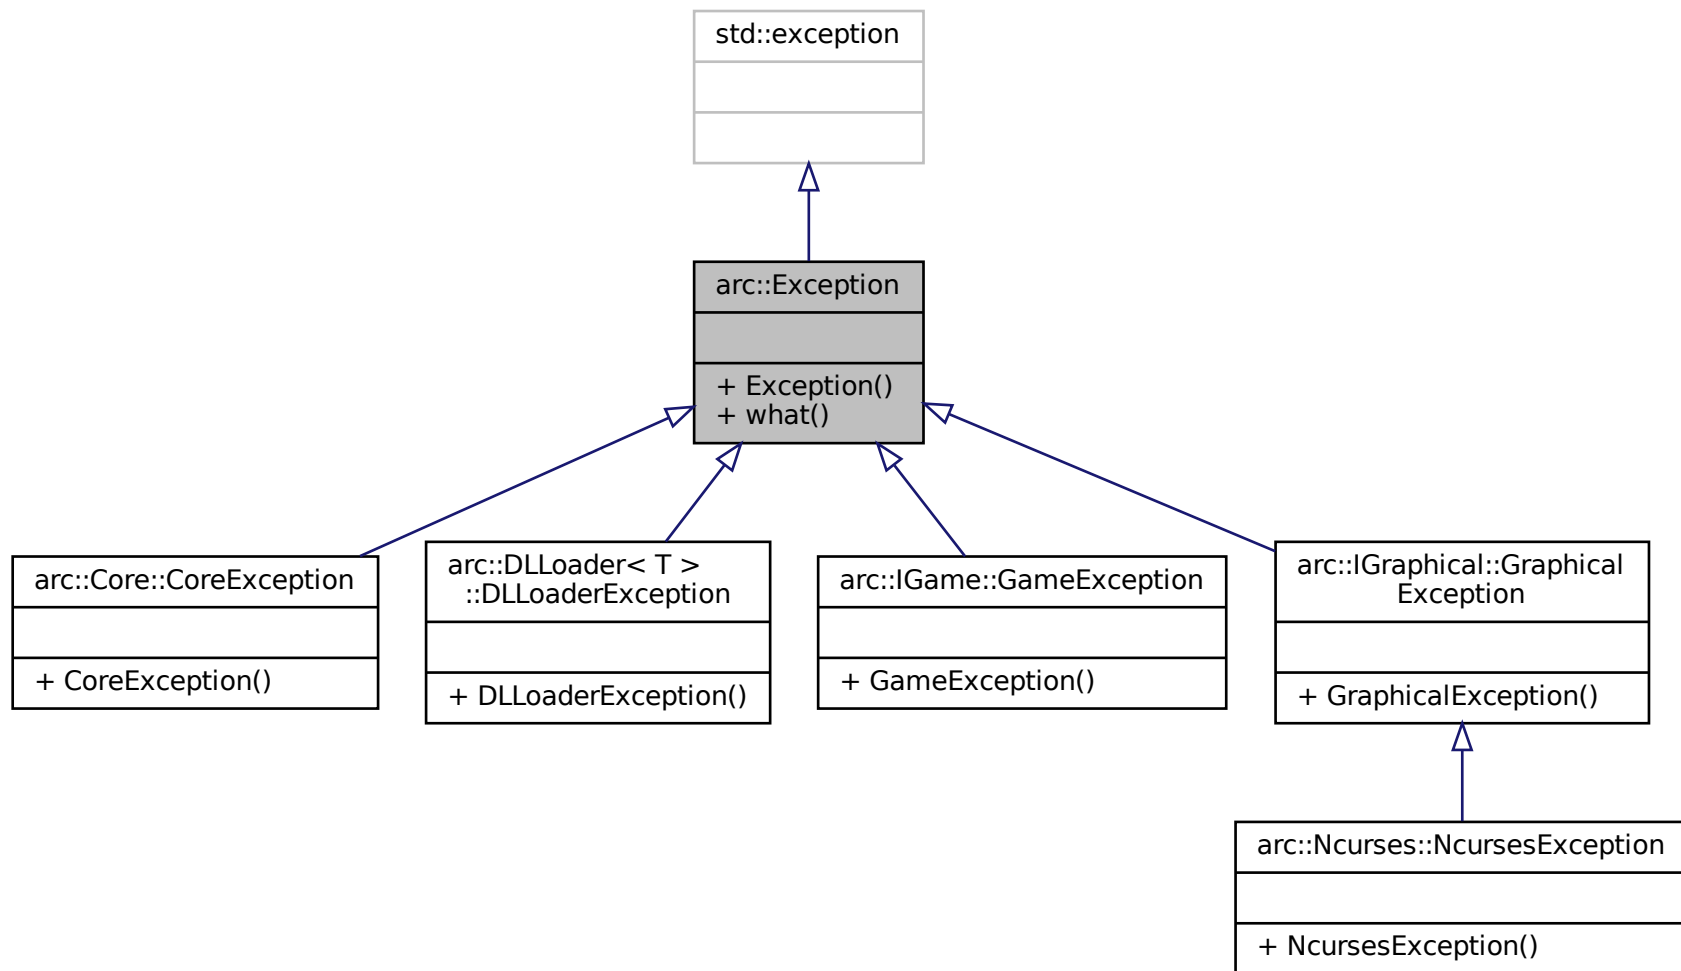 std::exception
arc::Exception
+ Exception()
+ what()
arc::Core::CoreException
+ CoreException()
arc::DLLoader< T >
::DLLoaderException
+ DLLoaderException()
arc::IGame::GameException
+ GameException()
arc::IGraphical::Graphical
Exception
+ GraphicalException()
arc::Ncurses::NcursesException
+ NcursesException()